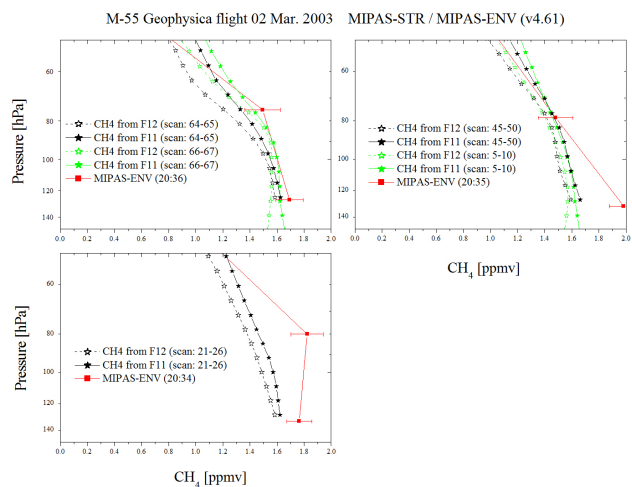 M-55 Geophysica flight 02 Mar. 2003 MIPAS-STR / MIPAS-ENV (v4.61)
Pressure [hPa]
60
80
100
120
140
CH4 from F12 (scan: 64-65)
CH4 from F11 (scan: 64-65)
CH4 from F12 (scan: 66-67)
CH4 from F11 (scan: 66-67)
MIPAS-ENV (20:36)
0.0 0.2 0.4 0.6 0.8 1.0 1.2 1.4 1.6 1.8 2.0
Pressure [hPa]
60
80
100
120
140
CH4 from F12 (scan: 45-50)
CH4 from F11 (scan: 45-50)
CH4 from F12 (scan: 5-10)
CH4 from F11 (scan: 5-10)
MIPAS-ENV (20:35)
0.0 0.2 0.4 0.6 0.8 1.0 1.2 1.4 1.6 1.8 2.0
CH4 [ppmv]
Pressure [hPa]
60
80
100
120
140
CH4 from F12 (scan: 21-26)
CH4 from F11 (scan: 21-26)
MIPAS-ENV (20:34)
0.0 0.2 0.4 0.6 0.8 1.0 1.2 1.4 1.6 1.8 2.0
CH4 [ppmv]